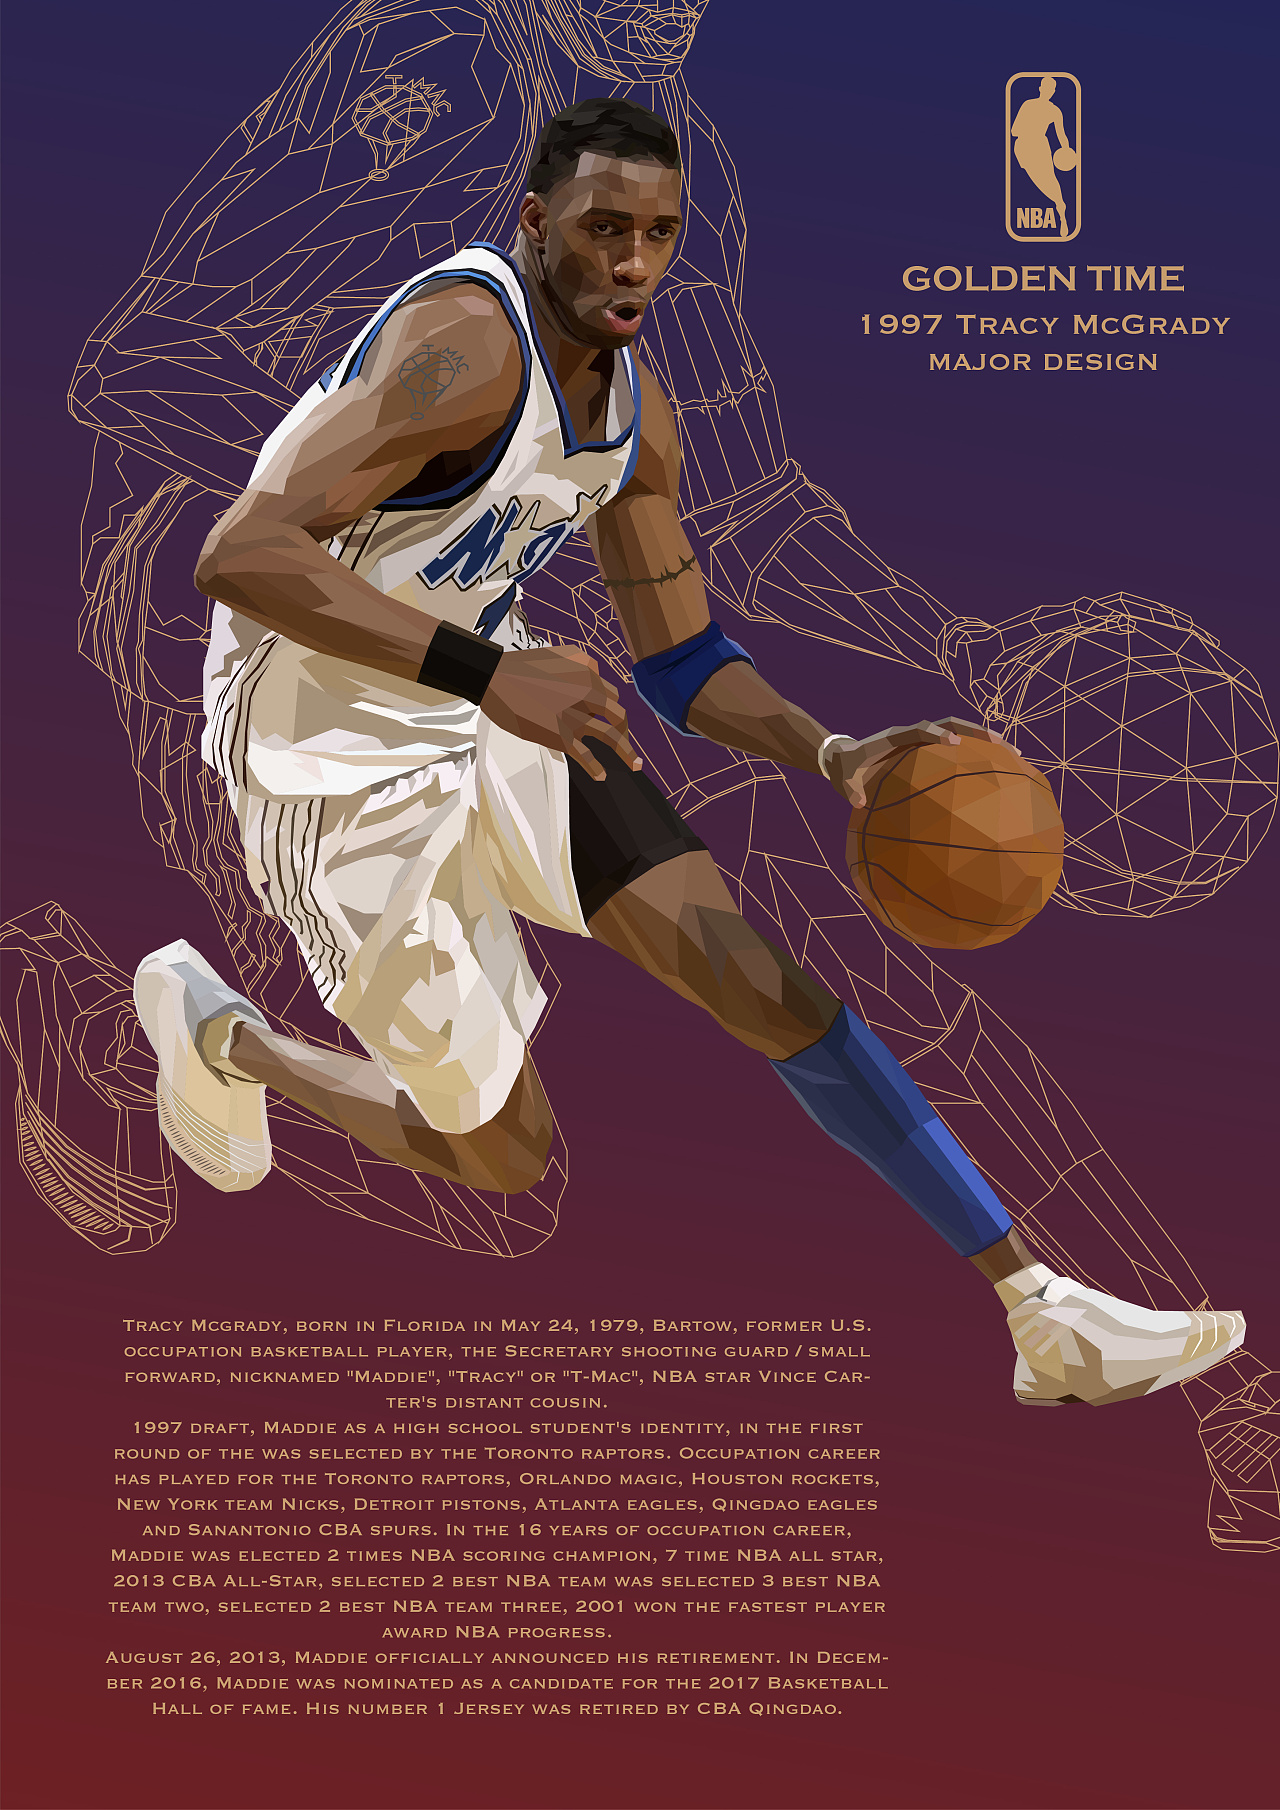 NBA
GOLDEN TIME
1997 TRACY MCGRADY
MAJOR DESIGN
T-MAC
T-MAC
TRACY MCGRADY, BORN IN FLORIDA IN MAY 24, 1979, BARTOW, FORMER U.S.
OCCUPATION BASKETBALL PLAYER, THE SECRETARY SHOOTING GUARD / SMALL
FORWARD, NICKNAMED "MADDIE", "TRACY" OR "T-MAC", NBA STAR VINCE CAR-
TER'S DISTANT COUSIN.
1997 DRAFT, MADDIE AS A HIGH SCHOOL STUDENT'S IDENTITY, IN THE FIRST
ROUND OF THE WAS SELECTED BY THE TORONTO RAPTORS. OCCUPATION CAREER
HAS PLAYED FOR THE TORONTO RAPTORS, ORLANDO MAGIC, HOUSTON ROCKETS,
NEW YORK TEAM NICKS, DETROIT PISTONS, ATLANTA EAGLES, QINGDAO EAGLES
AND SANANTONIO CBA SPURS. IN THE 16 YEARS OF OCCUPATION CAREER,
MADDIE WAS ELECTED 2 TIMES NBA SCORING CHAMPION, 7 TIME NBA ALL STAR,
2013 CBA ALL-STAR, SELECTED 2 BEST NBA TEAM WAS SELECTED 3 BEST NBA
TEAM TWO, SELECTED 2 BEST NBA TEAM THREE, 2001 WON THE FASTEST PLAYER
AWARD NBA PROGRESS.
AUGUST 26, 2013, MADDIE OFFICIALLY ANNOUNCED HIS RETIREMENT. IN DECEM-
BER 2016, MADDIE WAS NOMINATED AS A CANDIDATE FOR THE 2017 BASKETBALL
HALL OF FAME. HIS NUMBER 1 JERSEY WAS RETIRED BY CBA QINGDAO.